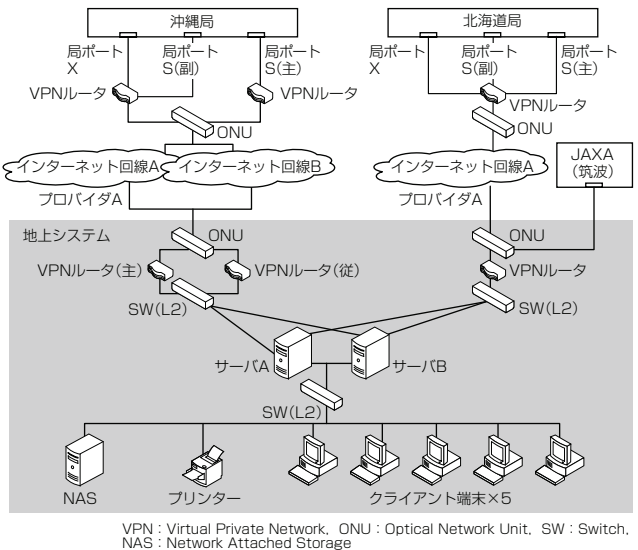 沖縄局
北海道局
局ポート
X
局ポート
S(副)
局ポート
S(主)
局ポート
X
局ポート
S(副)
局ポート
S(主)
VPNルータ
VPNルータ
VPNルータ
ONU
ONU
インターネット回線A
インターネット回線B
インターネット回線A
JAXA
(筑波)
プロバイダA
プロバイダA
地上システム
ONU
ONU
VPNルータ(主)
VPNルータ(従)
VPNルータ
SW(L2)
SW(L2)
サーバA
サーバB
SW(L2)
NAS
プリンター
クライアント端末×5
VPN：Virtual Private Network，ONU：Optical Network Unit，SW：Switch，
NAS：Network Attached Storage